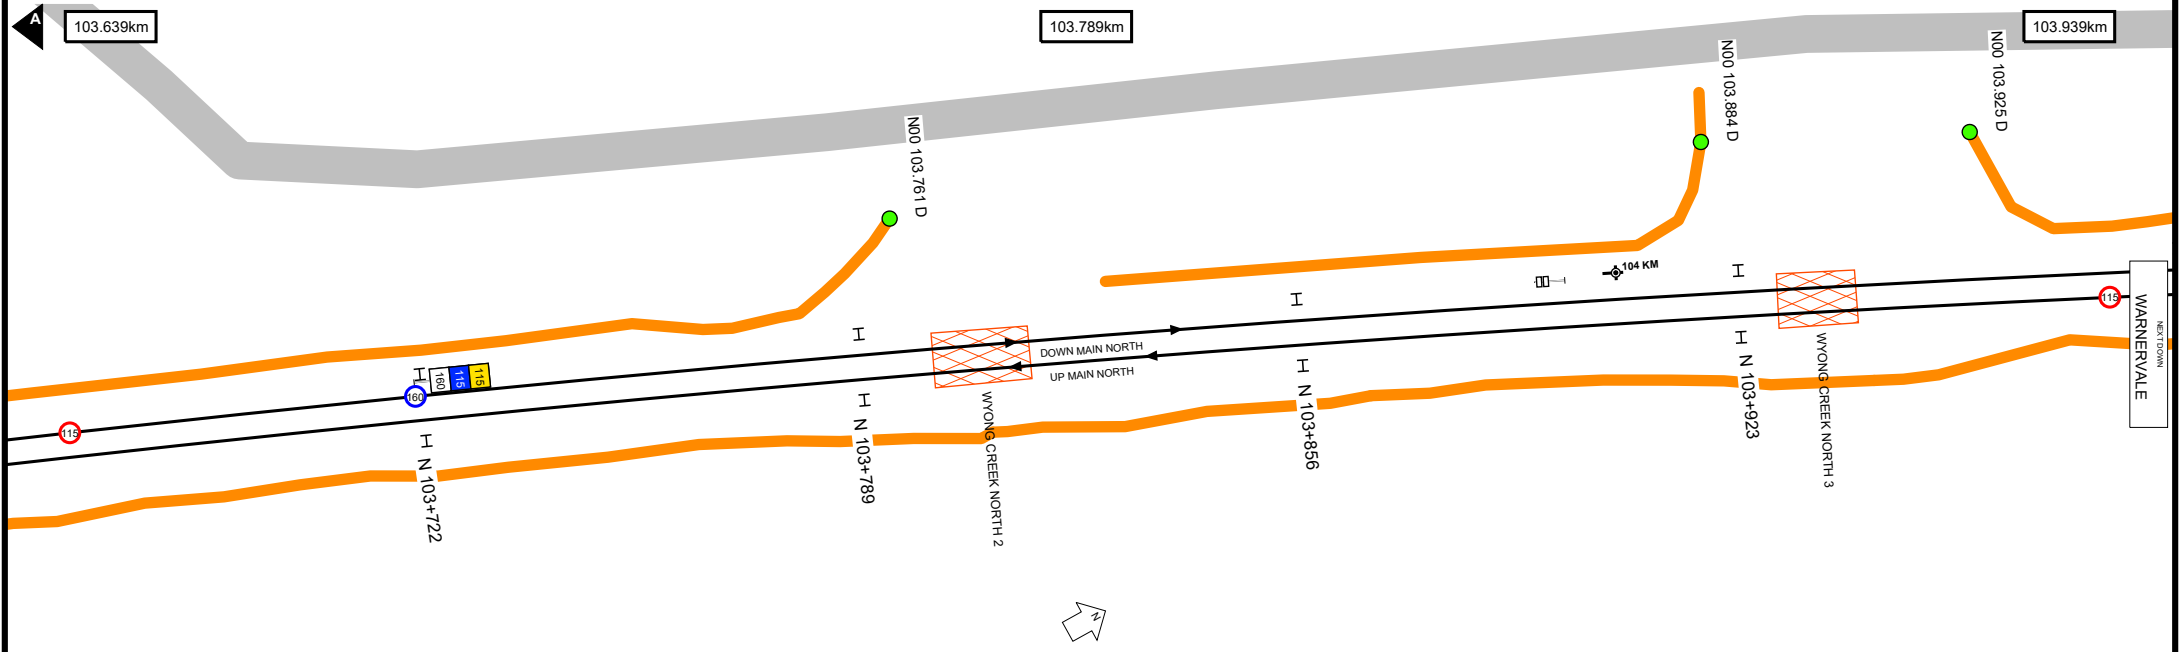 A
103.639km
103.789km
103.939km
N00 103.761 D
N00 103.884 D
N00 103.925 D
104 KM
160
115
115
160
115
115
DOWN MAIN NORTH
UP MAIN NORTH
H
H
H
H
H N 103+722
H N 103+789
H N 103+856
H N 103+923
WYONG CREEK NORTH 2
WYONG CREEK NORTH 3
NEXT DOWN
WARNERVALE
N